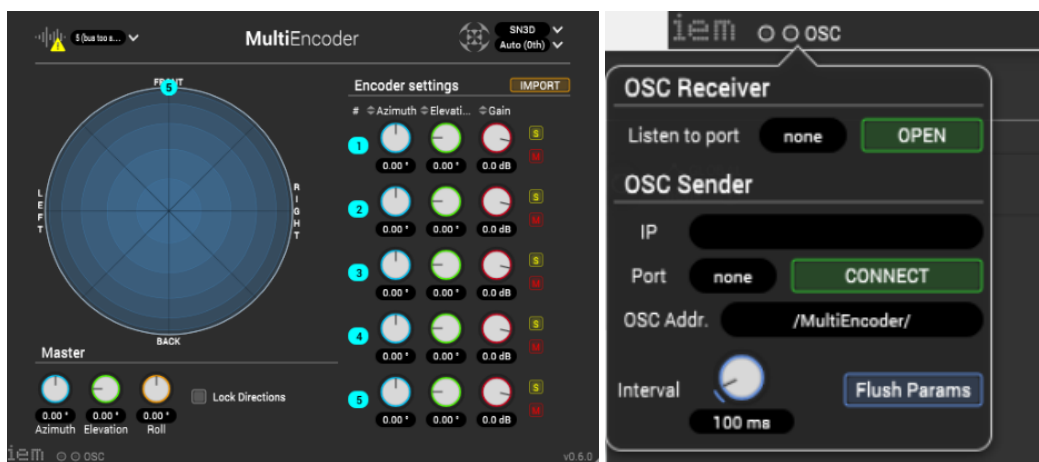 5 (bus too s...
MultiEncoder
SN3D
Auto (0th)
FRONT
5
LEFT
RIGHT
BACK
Encoder settings
IMPORT
# Azimuth Elevati... Gain
1
S
M
0.00 ° 0.00 ° 0.0 dB
2
S
M
0.00 ° 0.00 ° 0.0 dB
3
S
M
0.00 ° 0.00 ° 0.0 dB
4
S
M
0.00 ° 0.00 ° 0.0 dB
5
S
M
0.00 ° 0.00 ° 0.0 dB
Master
Lock Directions
0.00 ° 0.00 ° 0.00 °
Azimuth Elevation Roll
iem OSC
v0.6.0
iem OSC
OSC Receiver
Listen to port none OPEN
OSC Sender
IP
Port none CONNECT
OSC Addr. /MultiEncoder/
Interval
Flush Params
100 ms